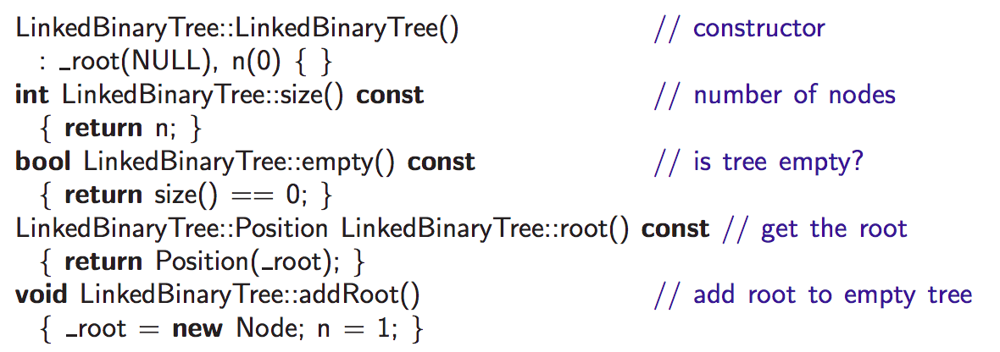 LinkedBinaryTree::LinkedBinaryTree() // constructor
: _root(NULL), n(0) { }
int LinkedBinaryTree::size() const // number of nodes
{ return n; }
bool LinkedBinaryTree::empty() const // is tree empty?
{ return size() == 0; }
LinkedBinaryTree::Position LinkedBinaryTree::root() const // get the root
{ return Position(_root); }
void LinkedBinaryTree::addRoot() // add root to empty tree
{ _root = new Node; n = 1; }